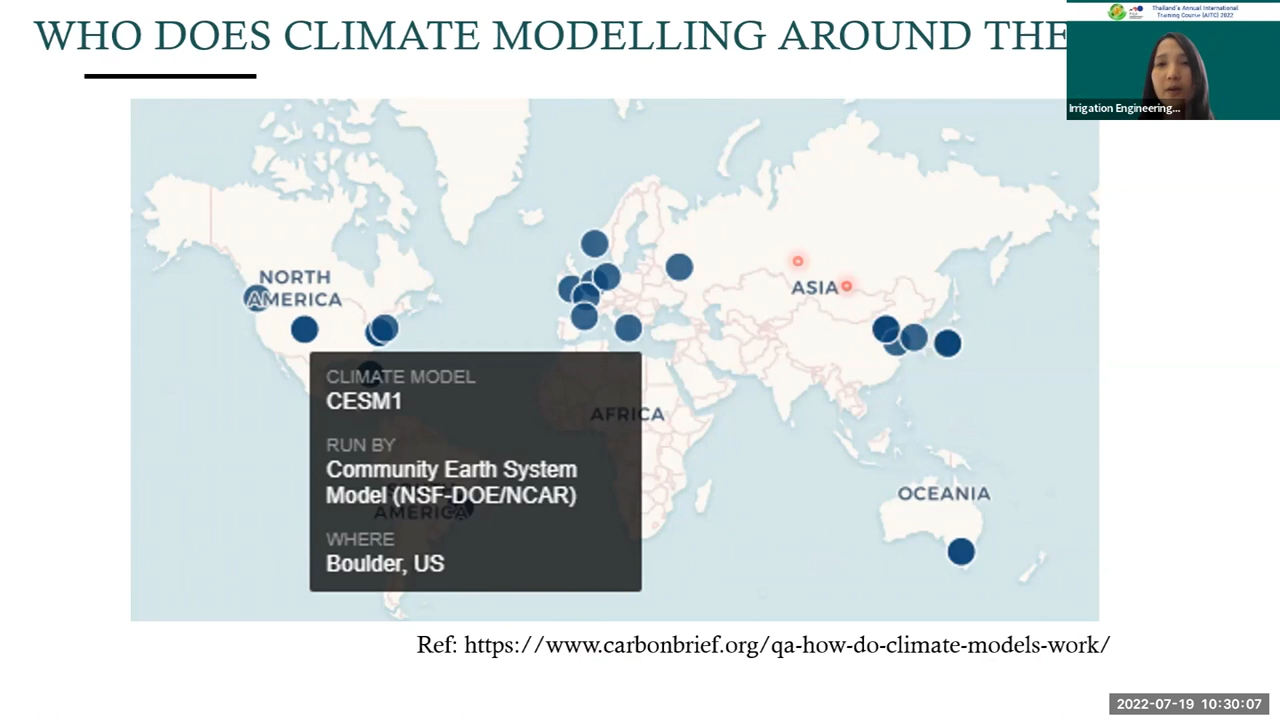 WHO DOES CLIMATE MODELLING AROUND THE
Thailand's Annual International
Training Course (AITC) 2022
Irrigation Engineering...
NORTH
AMERICA
ASIA
AFRICA
OCEANIA
CLIMATE MODEL
CESM1
RUN BY
Community Earth System
Model (NSF-DOE/NCAR)
AMERICA
WHERE
Boulder, US
Ref: https://www.carbonbrief.org/qa-how-do-climate-models-work/
2022-07-19 10:30:07